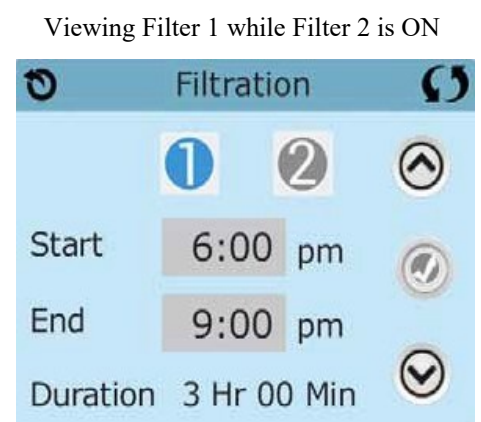 Viewing Filter 1 while Filter 2 is ON
Filtration
1 2
Start 6:00 pm
End 9:00 pm
Duration 3 Hr 00 Min